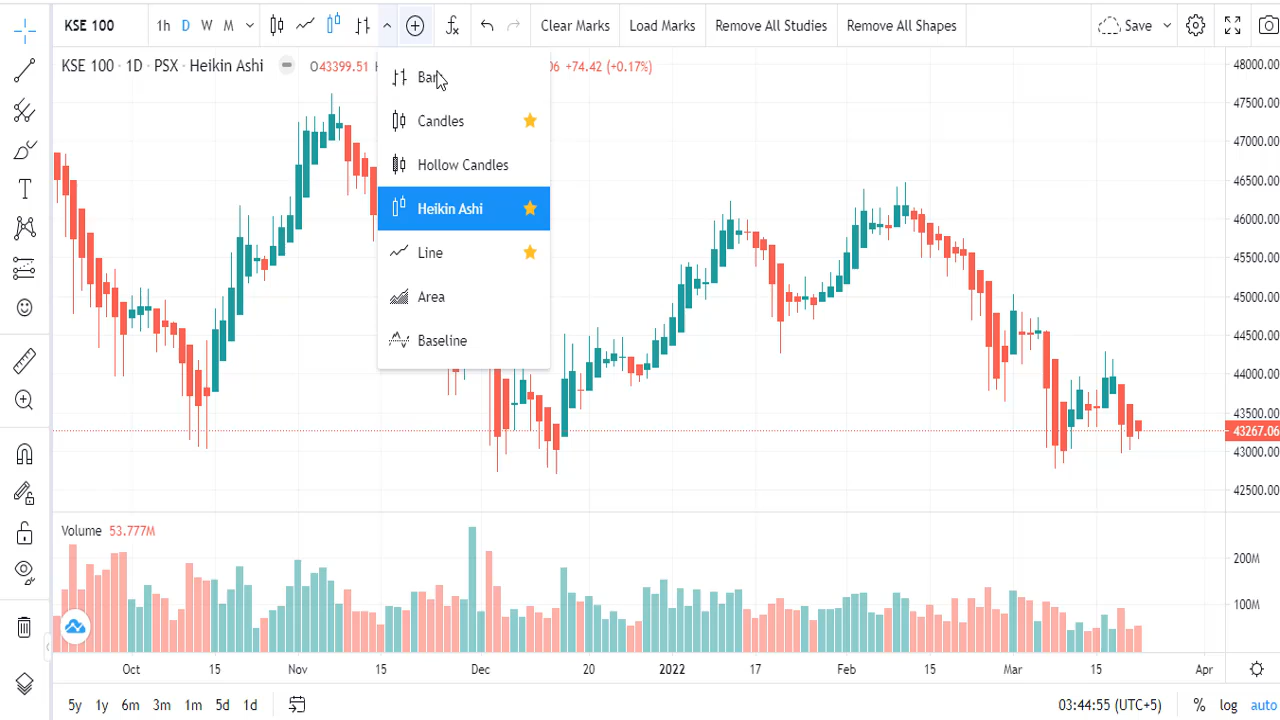 KSE 100 1h D W M Clear Marks Load Marks Remove All Studies Remove All Shapes Save
KSE 100 · 1D · PSX · Heikin Ashi O43399.51 06 +74.42 (+0.17%)
Candles
Hollow Candles
Heikin Ashi
Line
Area
Baseline
48000.00
47500.00
47000.00
46500.00
46000.00
45500.00
45000.00
44500.00
44000.00
43500.00
43267.06
43000.00
42500.00
Volume 53.777M
200M
100M
Oct 15 Nov 15 Dec 20 2022 17 Feb 15 Mar 15 Apr
5y 1y 6m 3m 1m 5d 1d 03:44:55 (UTC+5) % log auto